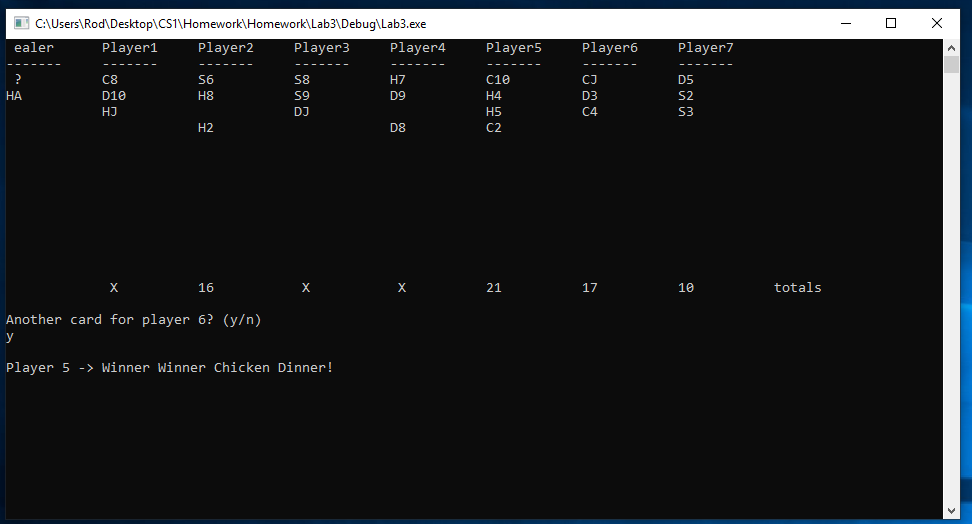 C:\Users\Rod\Desktop\CS1\Homework\Homework\Lab3\Debug\Lab3.exe
ealer Player1 Player2 Player3 Player4 Player5 Player6 Player7
------- ------- ------- ------- ------- ------- ------- -------
? C8 S6 S8 H7 C10 CJ D5
HA D10 H8 S9 D9 H4 D3 S2
HJ DJ H5 C4 S3
H2 D8 C2
X 16 X X 21 17 10 totals
Another card for player 6? (y/n)
y
Player 5 -> Winner Winner Chicken Dinner!